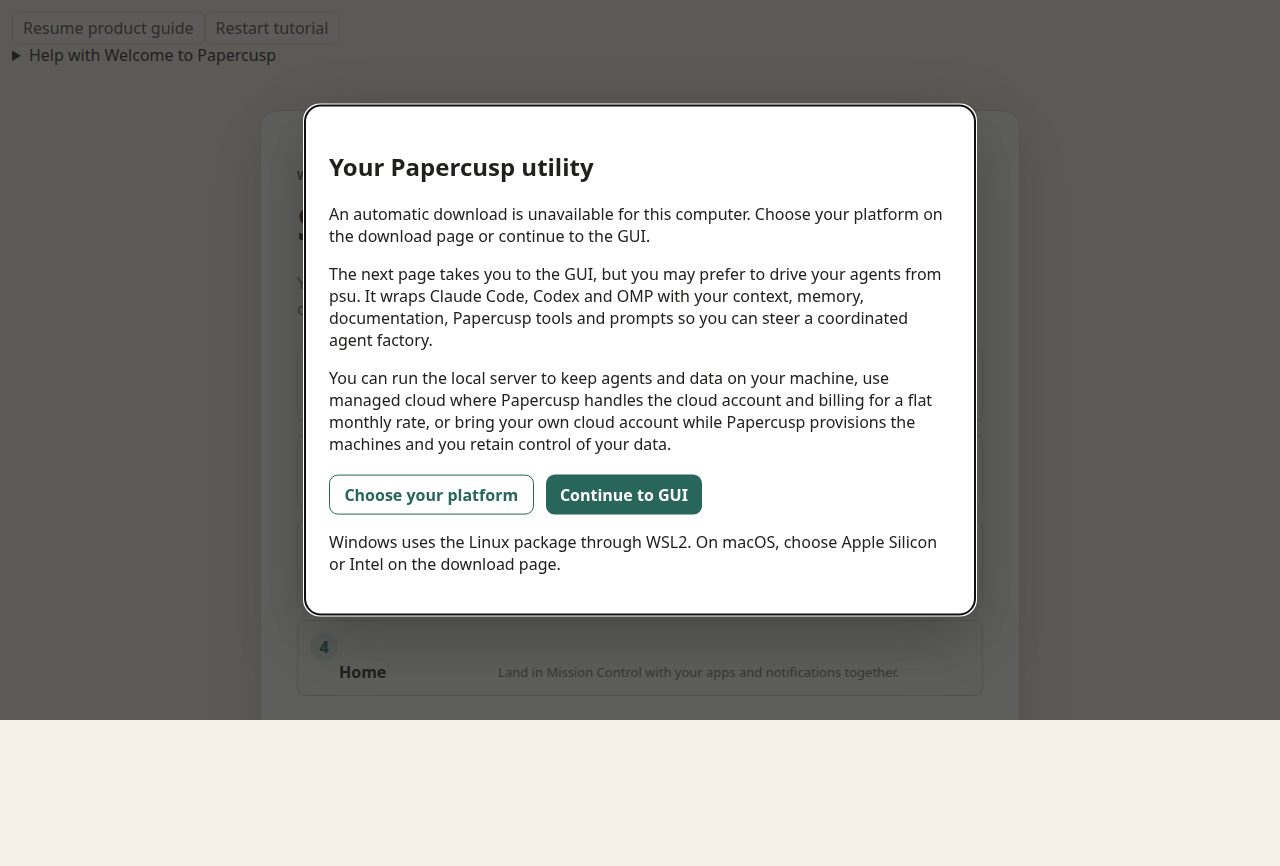 Resume product guide
Restart tutorial
Help with Welcome to Papercusp
Your Papercusp utility
An automatic download is unavailable for this computer. Choose your platform on
the download page or continue to the GUI.
The next page takes you to the GUI, but you may prefer to drive your agents from
psu. It wraps Claude Code, Codex and OMP with your context, memory,
documentation, Papercusp tools and prompts so you can steer a coordinated
agent factory.
You can run the local server to keep agents and data on your machine, use
managed cloud where Papercusp handles the cloud account and billing for a flat
monthly rate, or bring your own cloud account while Papercusp provisions the
machines and you retain control of your data.
Choose your platform
Continue to GUI
Windows uses the Linux package through WSL2. On macOS, choose Apple Silicon
or Intel on the download page.
4
Home
Land in Mission Control with your apps and notifications together.